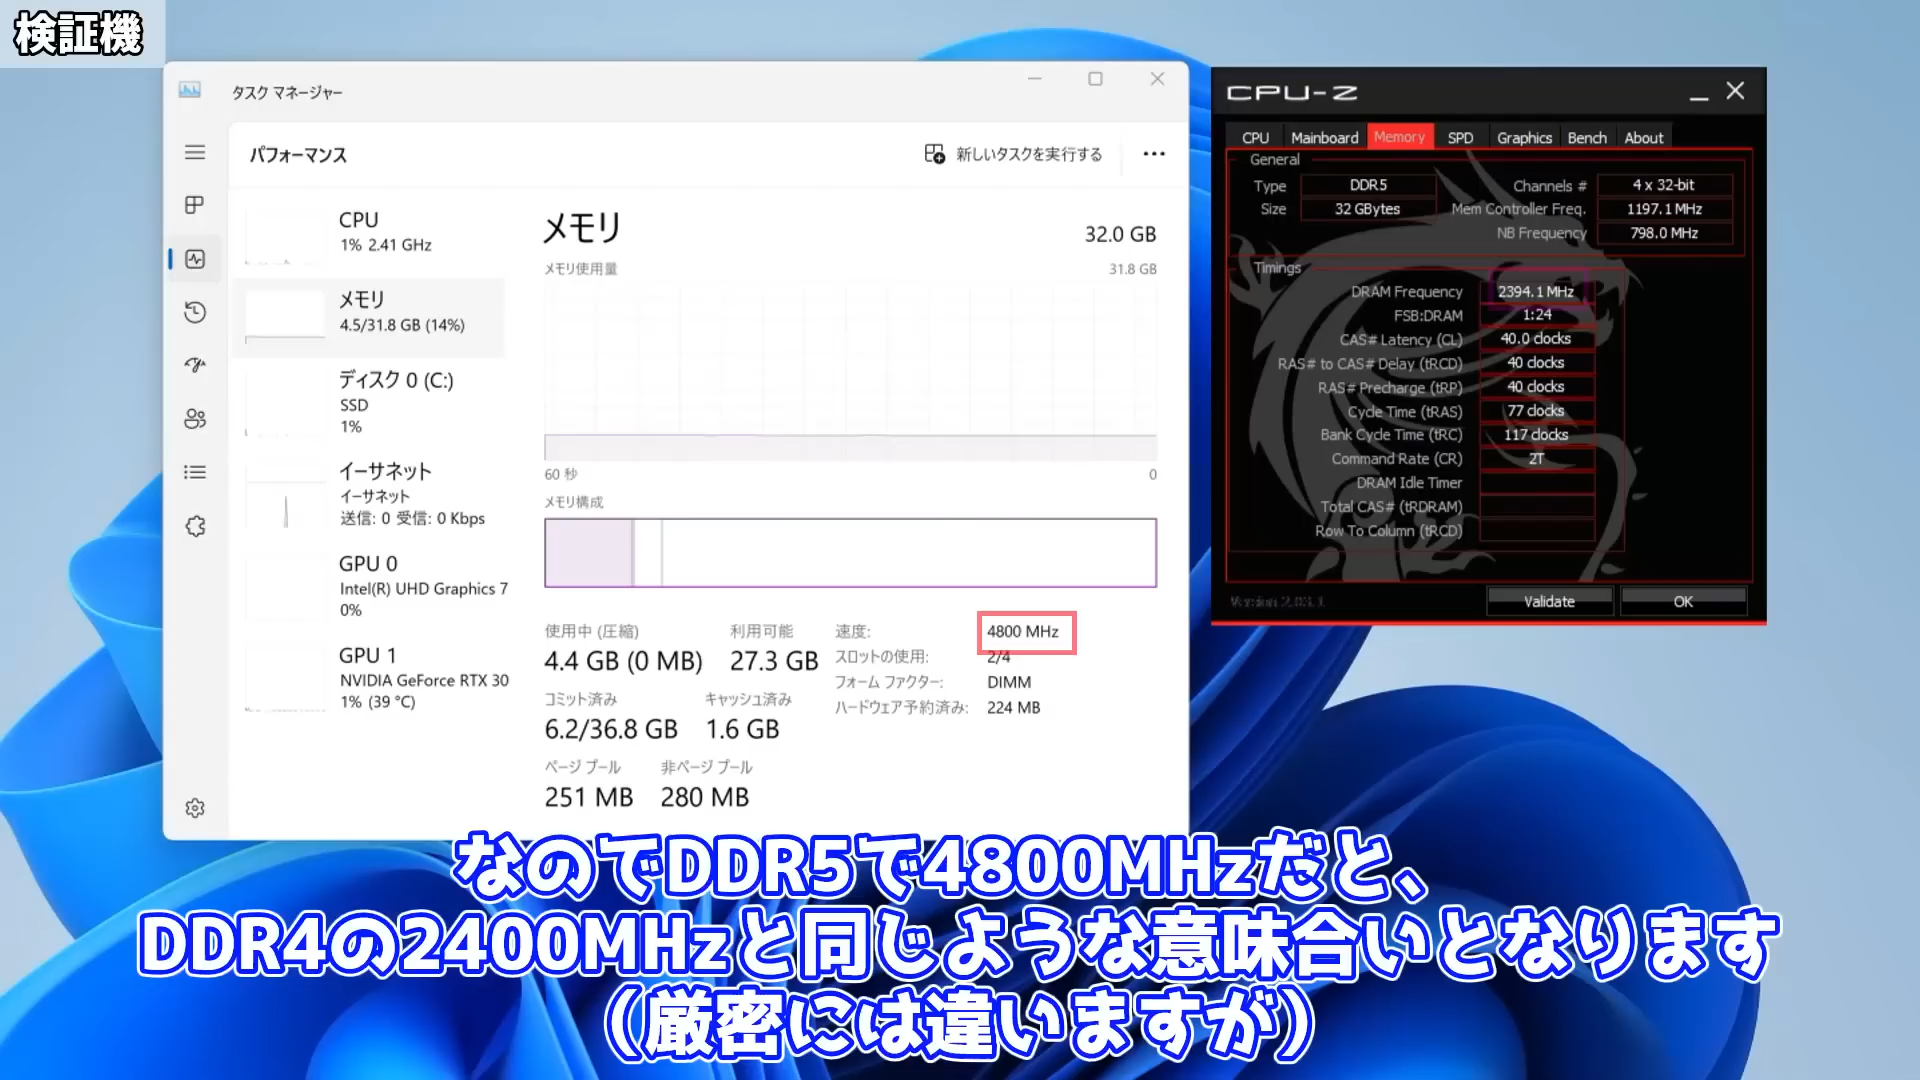 検証機
タスク マネージャー
パフォーマンス
新しいタスクを実行する
CPU
1% 2.41 GHz
メモリ
4.5/31.8 GB (14%)
ディスク 0 (C:)
SSD
1%
イーサネット
イーサネット
送信: 0 受信: 0 Kbps
GPU 0
Intel(R) UHD Graphics 7
0%
GPU 1
NVIDIA GeForce RTX 30
1% (39 °C)
メモリ 32.0 GB
メモリ使用量 31.8 GB
60 秒 0
メモリ構成
使用中 (圧縮) 利用可能
4.4 GB (0 MB) 27.3 GB
コミット済み キャッシュ済み
6.2/36.8 GB 1.6 GB
ページ プール 非ページ プール
251 MB 280 MB
速度: 4800 MHz
スロットの使用: 2/4
フォーム ファクター: DIMM
ハードウェア予約済み: 224 MB
CPU-Z
CPU Mainboard Memory SPD Graphics Bench About
General
Type DDR5 Channels # 4 x 32-bit
Size 32 GBytes Mem Controller Freq. 1197.1 MHz
NB Frequency 798.0 MHz
Timings
DRAM Frequency 2394.1 MHz
FSB:DRAM 1:24
CAS# Latency (CL) 40.0 clocks
RAS# to CAS# Delay (tRCD) 40 clocks
RAS# Precharge (tRP) 40 clocks
Cycle Time (tRAS) 77 clocks
Bank Cycle Time (tRC) 117 clocks
Command Rate (CR) 2T
DRAM Idle Timer
Total CAS# (tRDRAM)
Row To Column (tRCD)
Validate OK
なのでDDR5で4800MHzだと、
DDR4の2400MHzと同じような意味合いとなります
（厳密には違いますが）